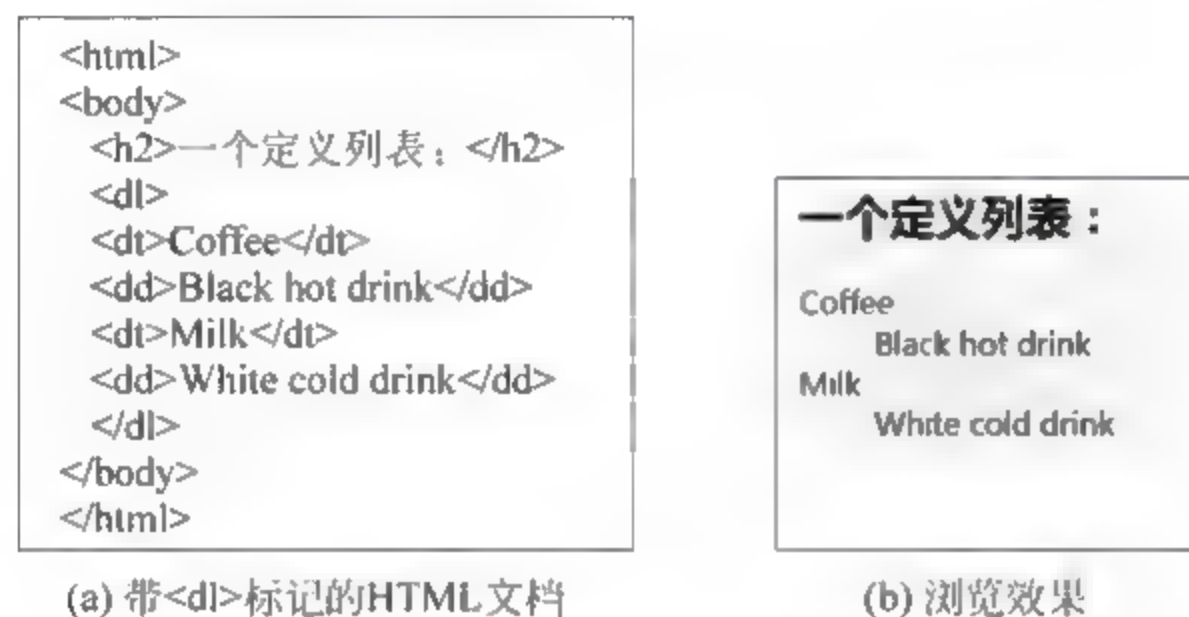 <html>
<body>
<h2>一个定义列表：</h2>
<dl>
<dt>Coffee</dt>
<dd>Black hot drink</dd>
<dt>Milk</dt>
<dd>White cold drink</dd>
</dl>
</body>
</html>
(a) 带<dl>标记的HTML文档
一个定义列表：
Coffee
Black hot drink
Milk
White cold drink
(b) 浏览效果